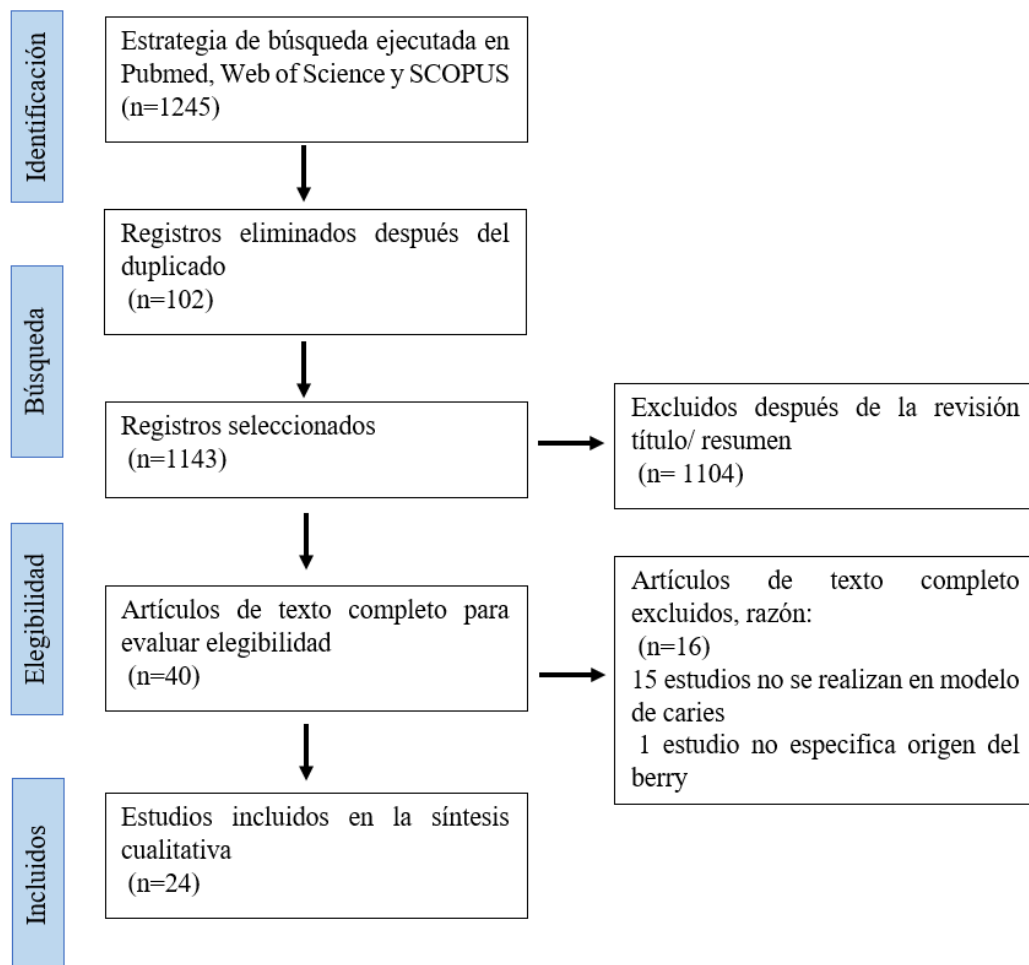 Identificación
Estrategia de búsqueda ejecutada en
Pubmed, Web of Science y SCOPUS
(n=1245)
Registros eliminados después del
duplicado
(n=102)
Búsqueda
Registros seleccionados
(n=1143)
Excluidos después de la revisión
título/ resumen
(n= 1104)
Elegibilidad
Artículos de texto completo para
evaluar elegibilidad
(n=40)
Artículos de texto completo
excluidos, razón:
(n=16)
15 estudios no se realizan en modelo
de caries
1 estudio no especifica origen del
berry
Incluidos
Estudios incluidos en la síntesis
cualitativa
(n=24)